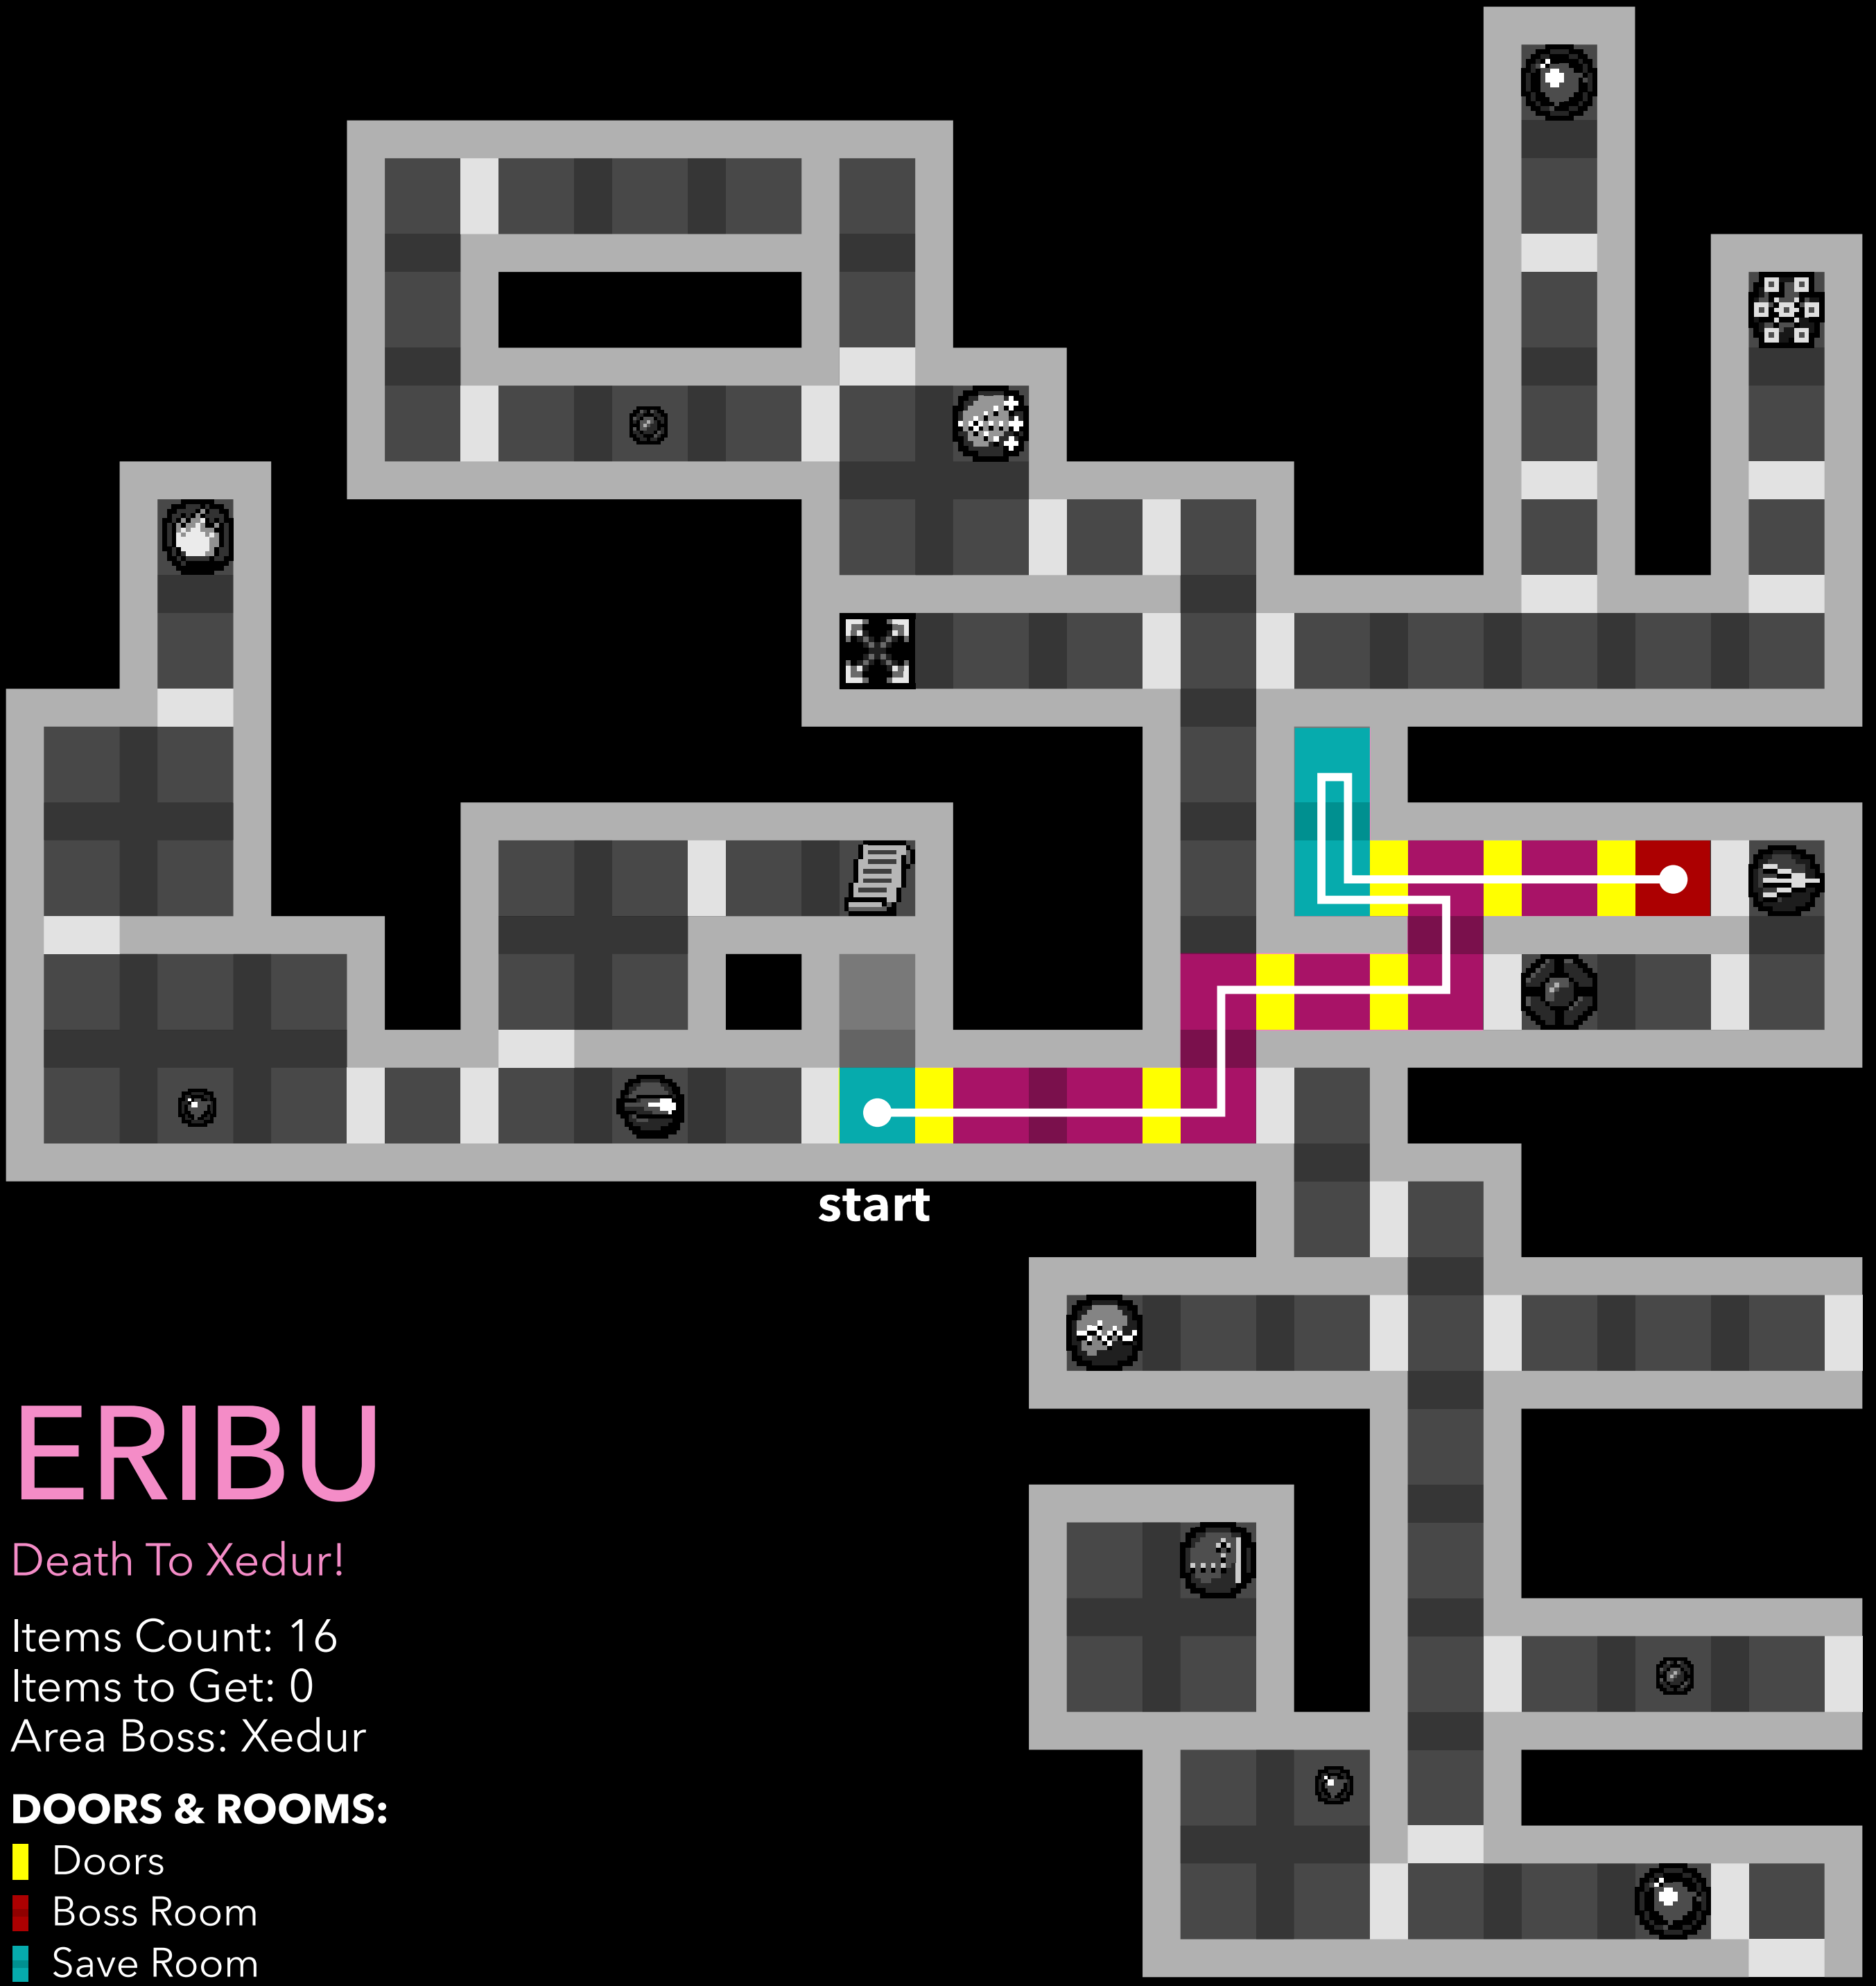 start
ERIBU
Death To Xedur!
Items Count: 16
Items to Get: 0
Area Boss: Xedur
DOORS & ROOMS:
Doors
Boss Room
Save Room